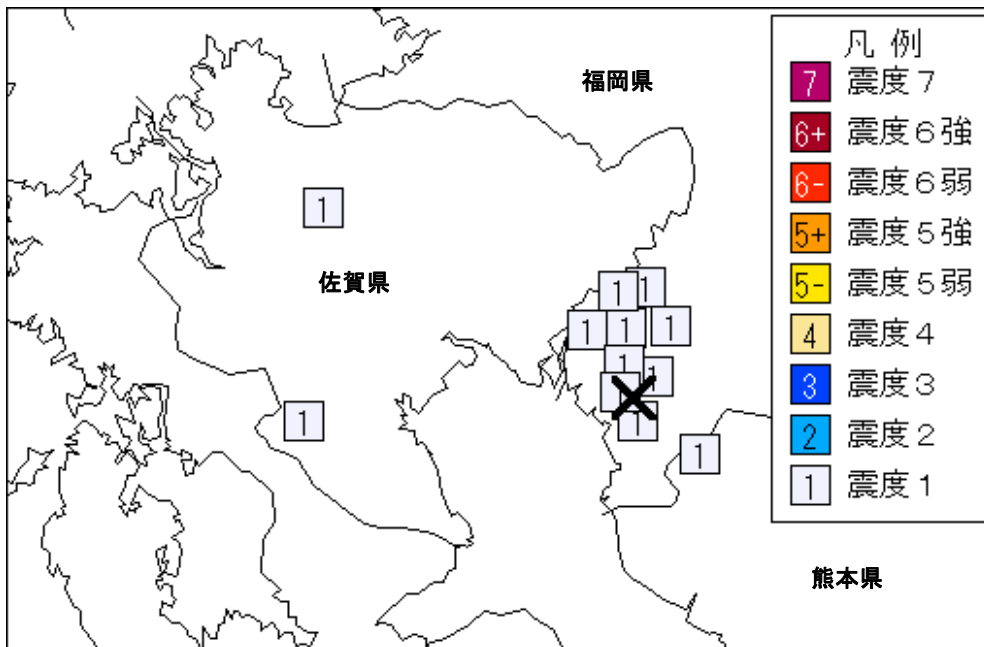 福岡県
佐賀県
熊本県
1
1 1
1 1 1
1
1
1
1
1
1
凡 例
7 震度７
6+ 震度６強
6- 震度６弱
5+ 震度５強
5- 震度５弱
4 震度４
3 震度３
2 震度２
1 震度１